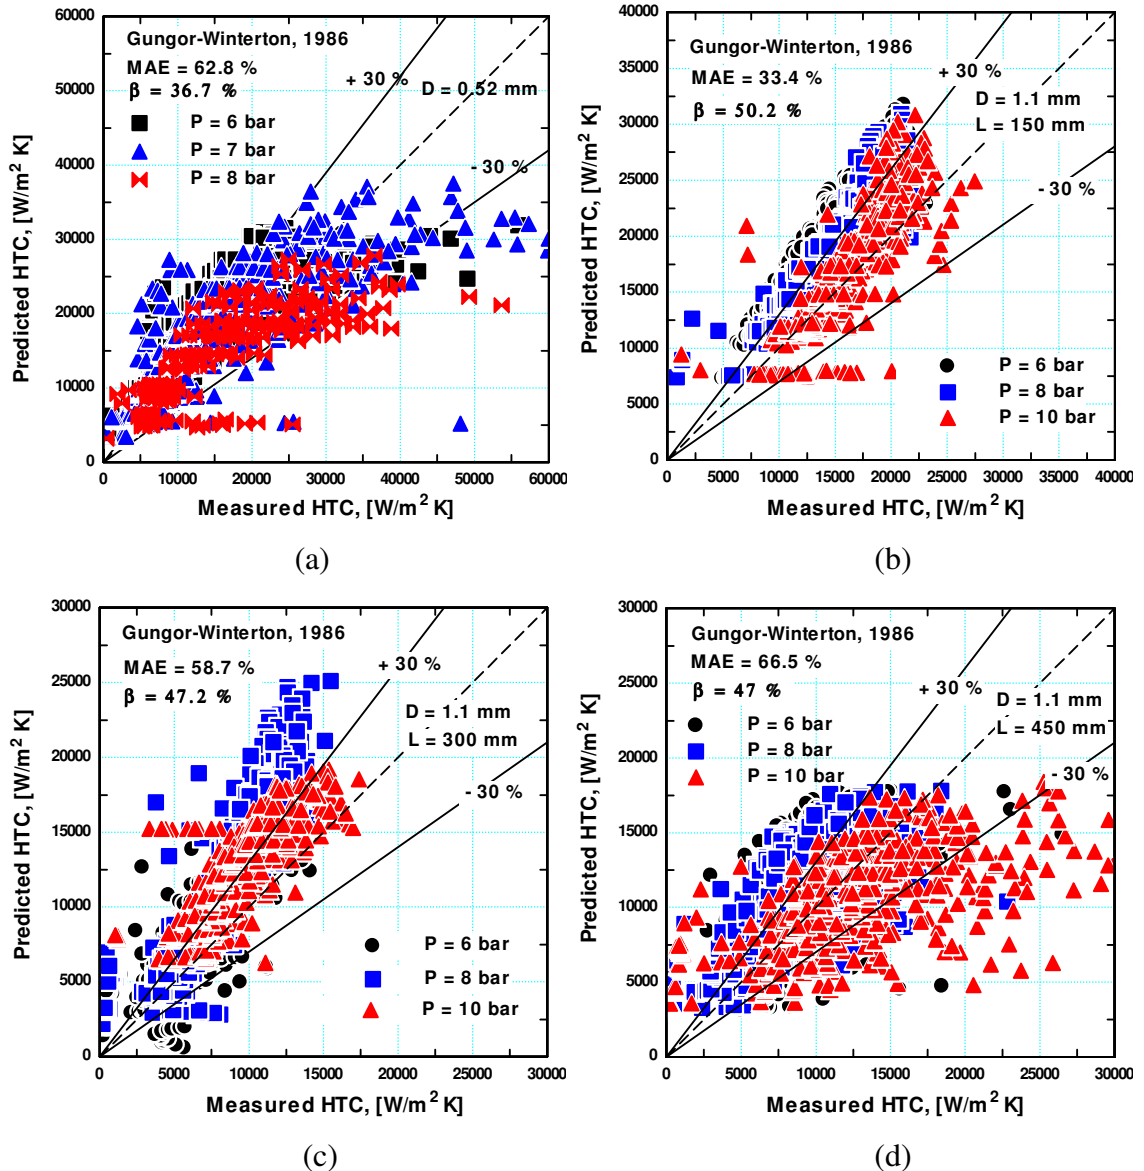 Gungor-Winterton, 1986
MAE = 62.8 %
β = 36.7 %
P = 6 bar
P = 7 bar
P = 8 bar
+ 30 %
D = 0.52 mm
- 30 %
60000
50000
40000
30000
20000
10000
0
0 10000 20000 30000 40000 50000 60000
Predicted HTC, [W/m² K]
Measured HTC, [W/m² K]
(a)
Gungor-Winterton, 1986
MAE = 33.4 %
β = 50.2 %
+ 30 %
D = 1.1 mm
L = 150 mm
- 30 %
P = 6 bar
P = 8 bar
P = 10 bar
40000
35000
30000
25000
20000
15000
10000
5000
0
0 5000 10000 15000 20000 25000 30000 35000 40000
Predicted HTC, [W/m² K]
Measured HTC, [W/m² K]
(b)
Gungor-Winterton, 1986
MAE = 58.7 %
β = 47.2 %
+ 30 %
D = 1.1 mm
L = 300 mm
- 30 %
P = 6 bar
P = 8 bar
P = 10 bar
30000
25000
20000
15000
10000
5000
0
0 5000 10000 15000 20000 25000 30000
Predicted HTC, [W/m² K]
Measured HTC, [W/m² K]
(c)
Gungor-Winterton, 1986
MAE = 66.5 %
β = 47 %
P = 6 bar
P = 8 bar
P = 10 bar
+ 30 %
D = 1.1 mm
L = 450 mm
- 30 %
30000
25000
20000
15000
10000
5000
0
0 5000 10000 15000 20000 25000 30000
Predicted HTC, [W/m² K]
Measured HTC, [W/m² K]
(d)